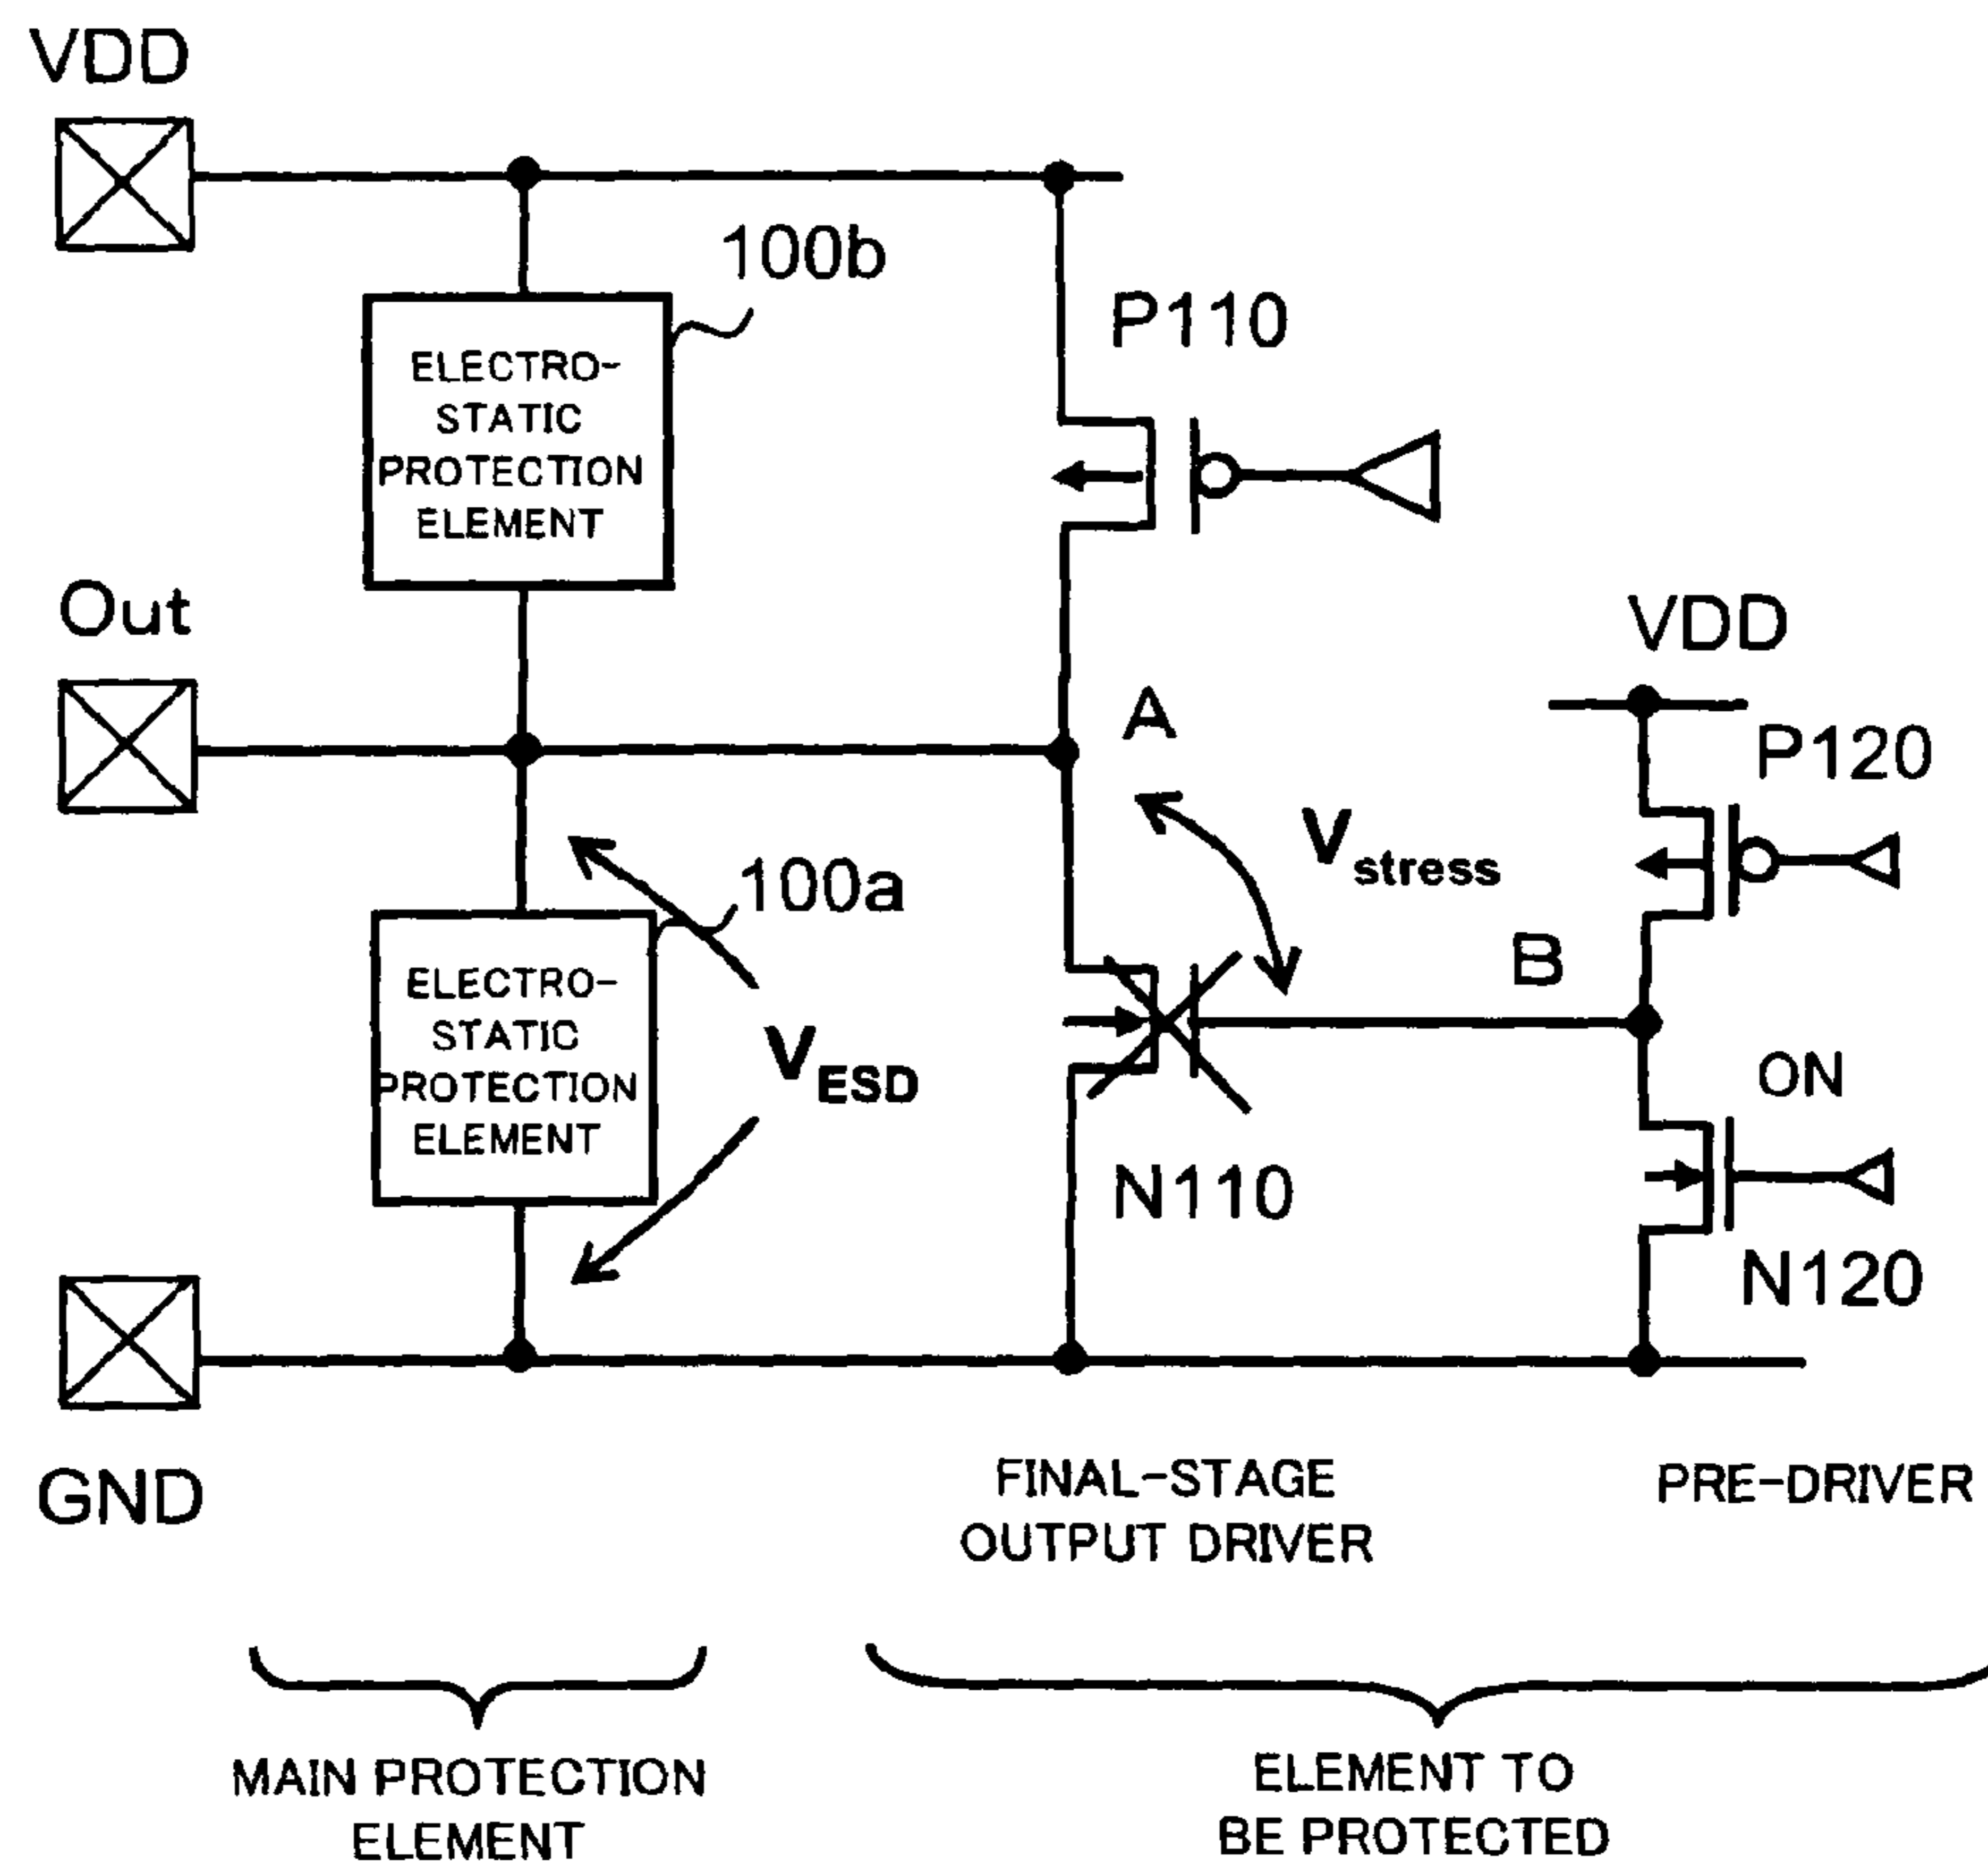 VDD
100b
P110
ELECTRO-
STATIC
PROTECTION
ELEMENT
Out
VDD
A
P120
Vstress
100a
B
ELECTRO-
STATIC
PROTECTION
ELEMENT
VESD
ON
N110
N120
GND
FINAL-STAGE
OUTPUT DRIVER
PRE-DRIVER
MAIN PROTECTION
ELEMENT
ELEMENT TO
BE PROTECTED